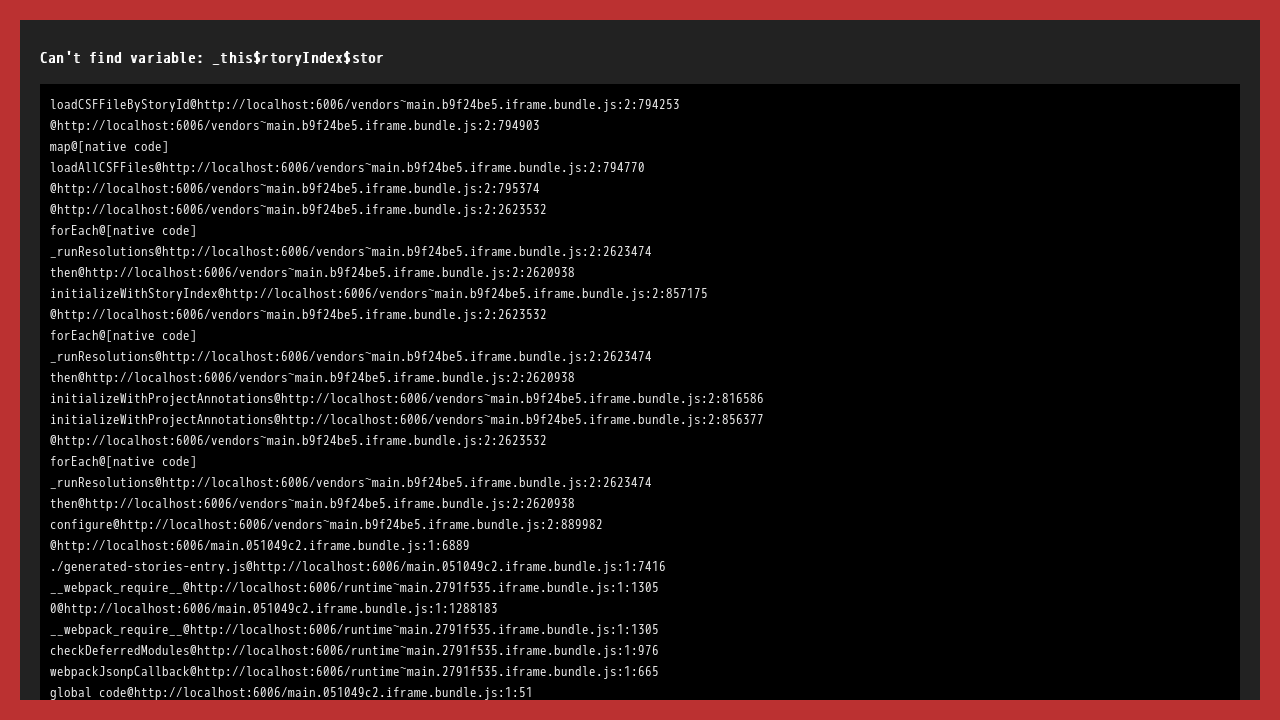 Can't find variable: _this$rtoryIndex$stor
loadCSFFileByStoryId@http://localhost:6006/vendors~main.b9f24be5.iframe.bundle.js:2:794253
@http://localhost:6006/vendors~main.b9f24be5.iframe.bundle.js:2:794903
map@[native code]
loadAllCSFFiles@http://localhost:6006/vendors~main.b9f24be5.iframe.bundle.js:2:794770
@http://localhost:6006/vendors~main.b9f24be5.iframe.bundle.js:2:795374
@http://localhost:6006/vendors~main.b9f24be5.iframe.bundle.js:2:2623532
forEach@[native code]
_runResolutions@http://localhost:6006/vendors~main.b9f24be5.iframe.bundle.js:2:2623474
then@http://localhost:6006/vendors~main.b9f24be5.iframe.bundle.js:2:2620938
initializeWithStoryIndex@http://localhost:6006/vendors~main.b9f24be5.iframe.bundle.js:2:857175
@http://localhost:6006/vendors~main.b9f24be5.iframe.bundle.js:2:2623532
forEach@[native code]
_runResolutions@http://localhost:6006/vendors~main.b9f24be5.iframe.bundle.js:2:2623474
then@http://localhost:6006/vendors~main.b9f24be5.iframe.bundle.js:2:2620938
initializeWithProjectAnnotations@http://localhost:6006/vendors~main.b9f24be5.iframe.bundle.js:2:816586
initializeWithProjectAnnotations@http://localhost:6006/vendors~main.b9f24be5.iframe.bundle.js:2:856377
@http://localhost:6006/vendors~main.b9f24be5.iframe.bundle.js:2:2623532
forEach@[native code]
_runResolutions@http://localhost:6006/vendors~main.b9f24be5.iframe.bundle.js:2:2623474
then@http://localhost:6006/vendors~main.b9f24be5.iframe.bundle.js:2:2620938
configure@http://localhost:6006/vendors~main.b9f24be5.iframe.bundle.js:2:889982
@http://localhost:6006/main.051049c2.iframe.bundle.js:1:6889
./generated-stories-entry.js@http://localhost:6006/main.051049c2.iframe.bundle.js:1:7416
__webpack_require__@http://localhost:6006/runtime~main.2791f535.iframe.bundle.js:1:1305
0@http://localhost:6006/main.051049c2.iframe.bundle.js:1:1288183
__webpack_require__@http://localhost:6006/runtime~main.2791f535.iframe.bundle.js:1:1305
checkDeferredModules@http://localhost:6006/runtime~main.2791f535.iframe.bundle.js:1:976
webpackJsonpCallback@http://localhost:6006/runtime~main.2791f535.iframe.bundle.js:1:665
global code@http://localhost:6006/main.051049c2.iframe.bundle.js:1:51